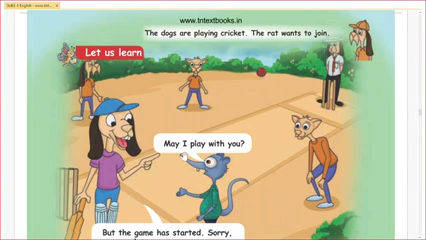 www.tntextbooks.in
The dogs are playing cricket. The rat wants to join.
Let us learn
May I play with you?
But the game has started. Sorry,